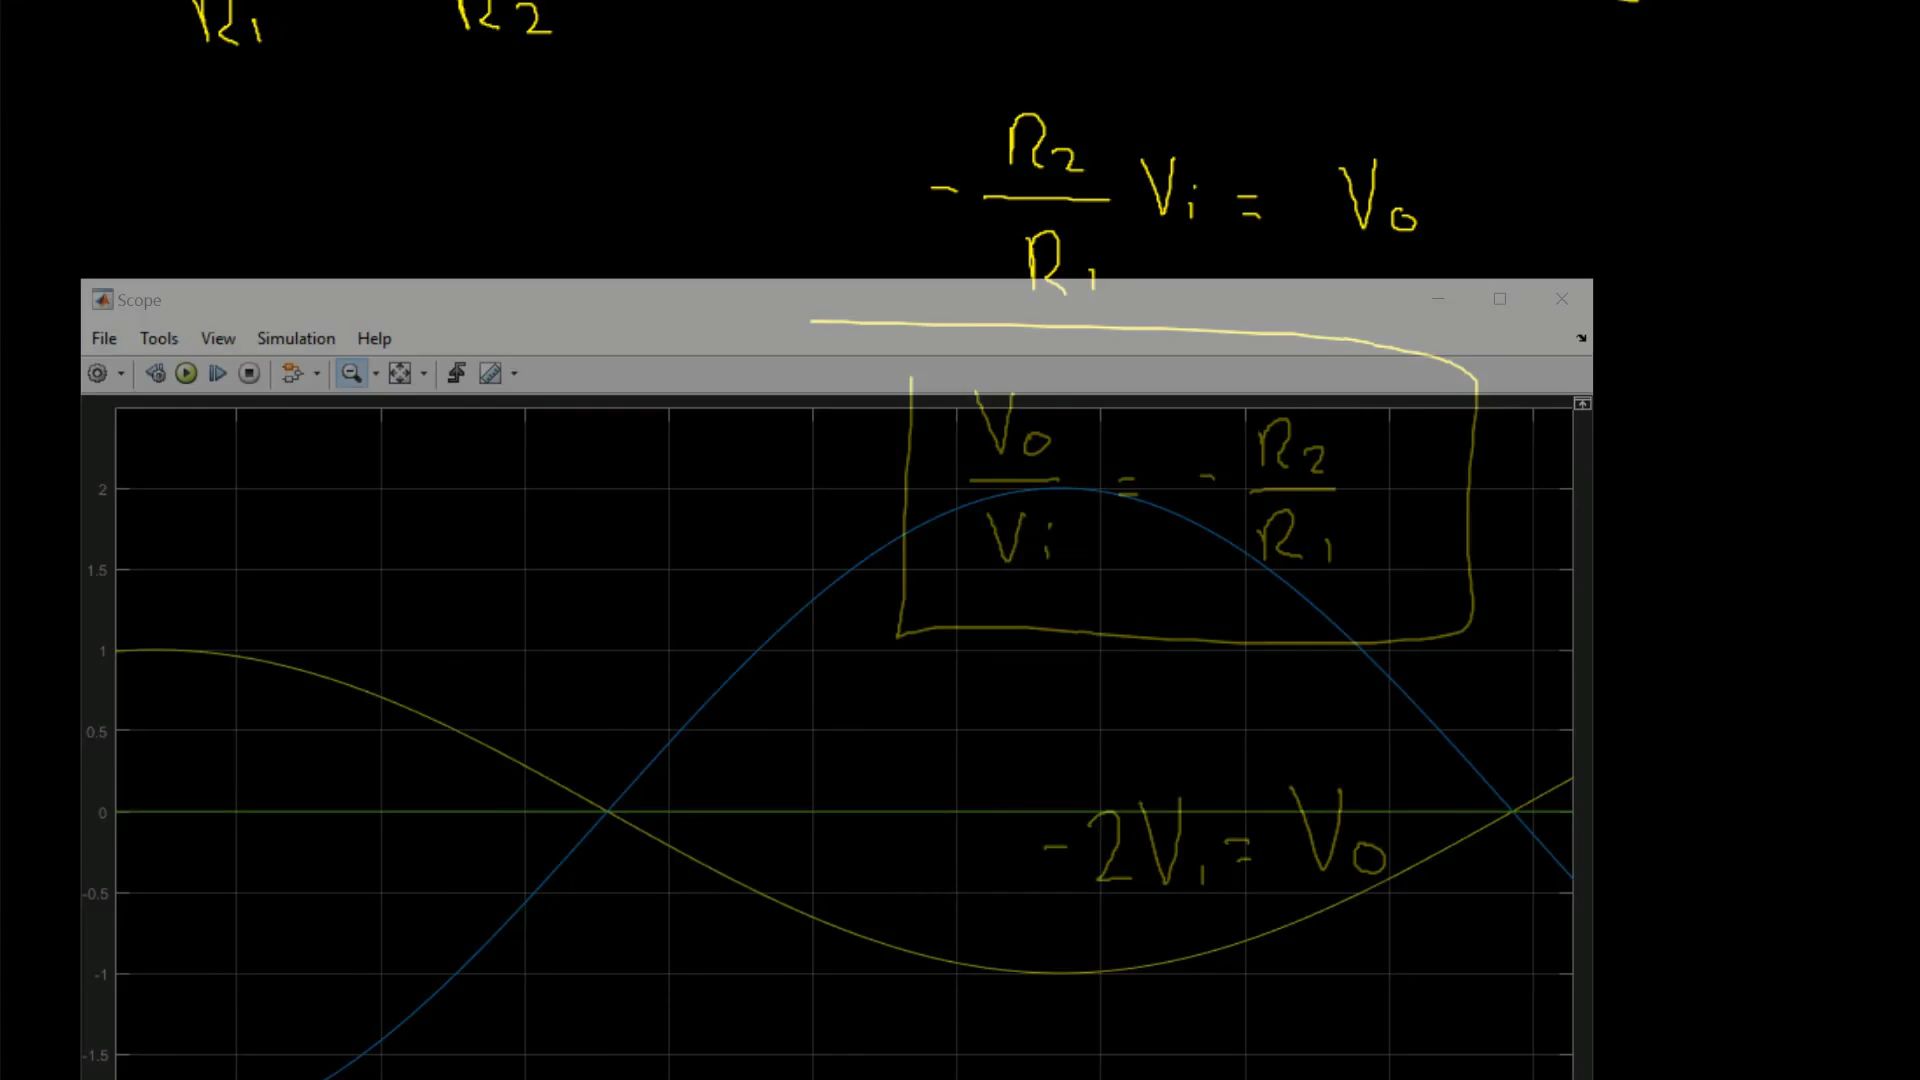 R1 R2
- R2/R1 Vi = Vo
Scope
File Tools View Simulation Help
Vo/Vi = - R2/R1
2
1.5
1
0.5
0
-2Vi = Vo
-0.5
-1
-1.5